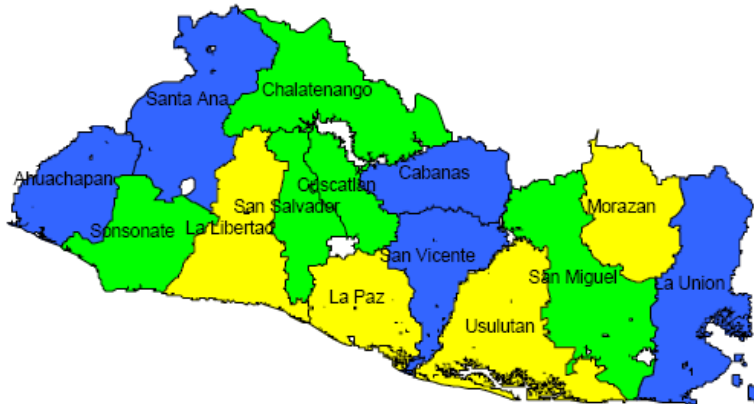 Chalatenango
Santa Ana
Ahuachapan
Cuscatlan
Cabanas
San Salvador
Morazan
Sonsonate
La Libertad
San Vicente
San Miguel
La Union
La Paz
Usulutan